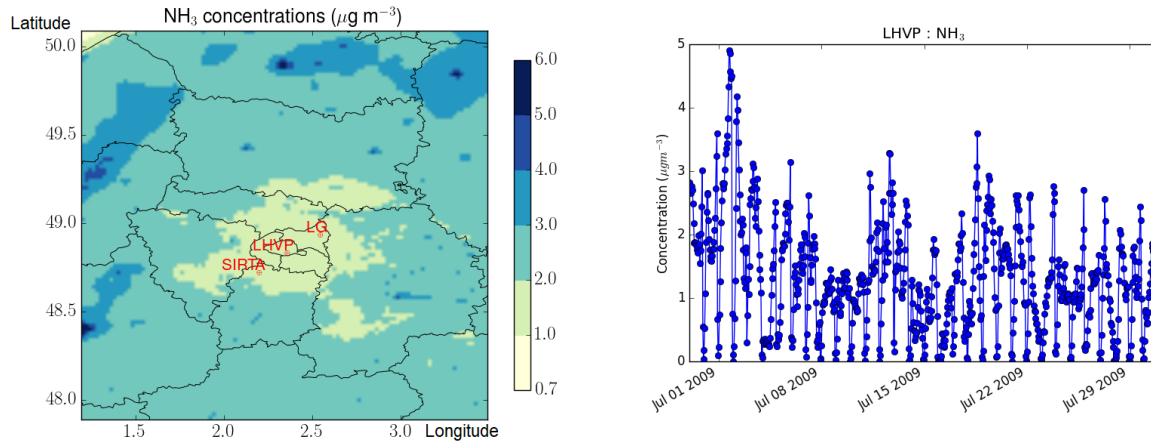 NH₃ concentrations (μg m⁻³)
Latitude
50.0
49.5
49.0
48.5
48.0
LG
LHVP
SIRTA
1.5 2.0 2.5 3.0 Longitude
6.0
5.0
4.0
3.0
2.0
1.0
0.7
LHVP : NH₃
Concentration (μgm⁻³)
5
4
3
2
1
0
Jul 01 2009
Jul 08 2009
Jul 15 2009
Jul 22 2009
Jul 29 2009